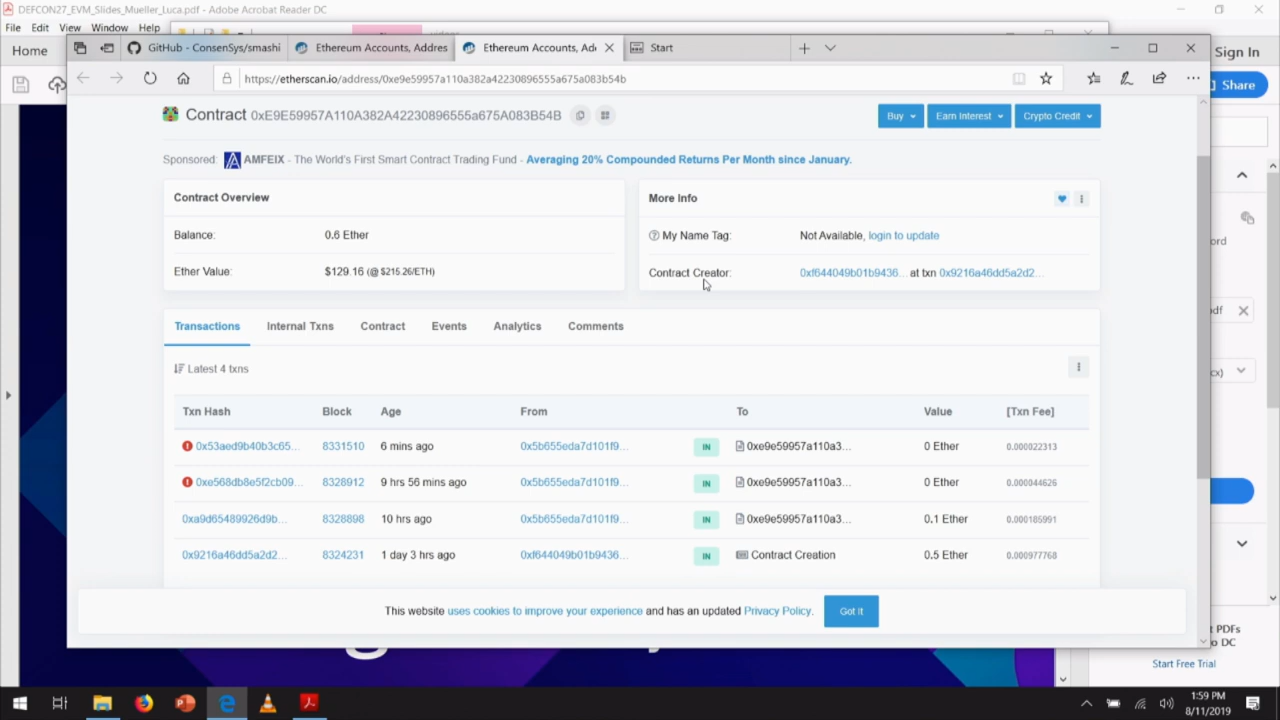 DEFCON27_EVM_Slides_Mueller_Luca.pdf - Adobe Acrobat Reader DC
File Edit View Window Help
Home
Sign In
GitHub - ConsenSys/smashi
Ethereum Accounts, Addres
Ethereum Accounts, Ad
Start
https://etherscan.io/address/0xe9e59957a110a382a42230896555a675a083b54b
Share
Contract 0xE9E59957A110A382A42230896555a675A083B54B
Buy
Earn Interest
Crypto Credit
Sponsored: AMFEIX - The World's First Smart Contract Trading Fund - Averaging 20% Compounded Returns Per Month since January.
Contract Overview
More Info
Balance: 0.6 Ether
My Name Tag: Not Available, login to update
ord
Ether Value: $129.16 (@ $215.26/ETH)
Contract Creator: 0xf644049b01b9436... at txn 0x9216a46dd5a2d2...
df
Transactions Internal Txns Contract Events Analytics Comments
Latest 4 txns
cx)
Txn Hash Block Age From To Value [Txn Fee]
0x53aed9b40b3c65... 8331510 6 mins ago 0x5b655eda7d101f9... IN 0xe9e59957a110a3... 0 Ether 0.000022313
0xe568db8e5f2cb09... 8328912 9 hrs 56 mins ago 0x5b655eda7d101f9... IN 0xe9e59957a110a3... 0 Ether 0.000044626
0xa9d65489926d9b... 8328898 10 hrs ago 0x5b655eda7d101f9... IN 0xe9e59957a110a3... 0.1 Ether 0.000185991
0x9216a46dd5a2d2... 8324231 1 day 3 hrs ago 0xf644049b01b9436... IN Contract Creation 0.5 Ether 0.000977768
This website uses cookies to improve your experience and has an updated Privacy Policy.
Got It
t PDFs
o DC
Start Free Trial
1:59 PM
8/11/2019